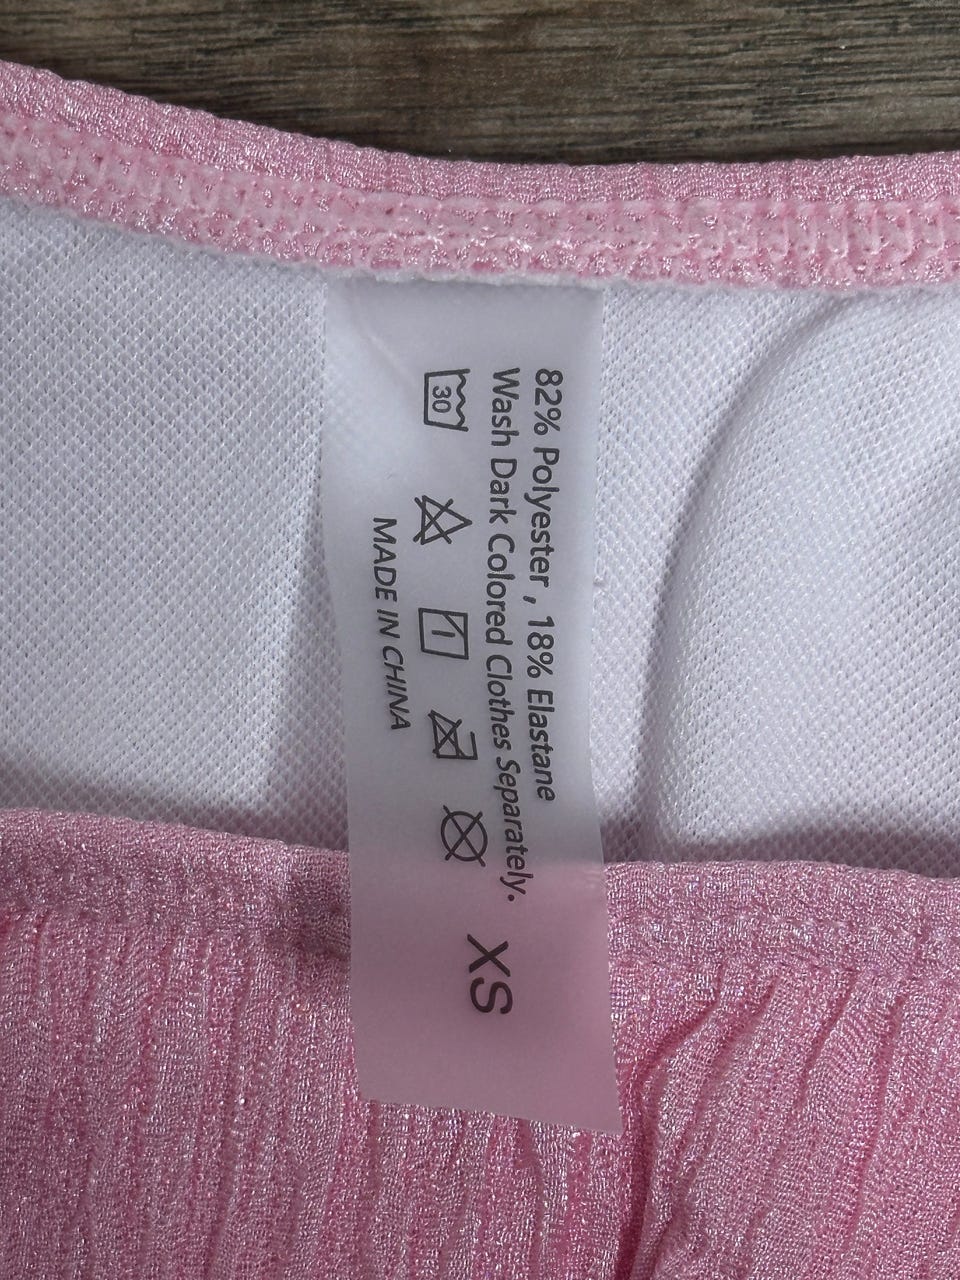 82% Polyester , 18% Elastane
Wash Dark Colored Clothes Separately.
30
XS
MADE IN CHINA